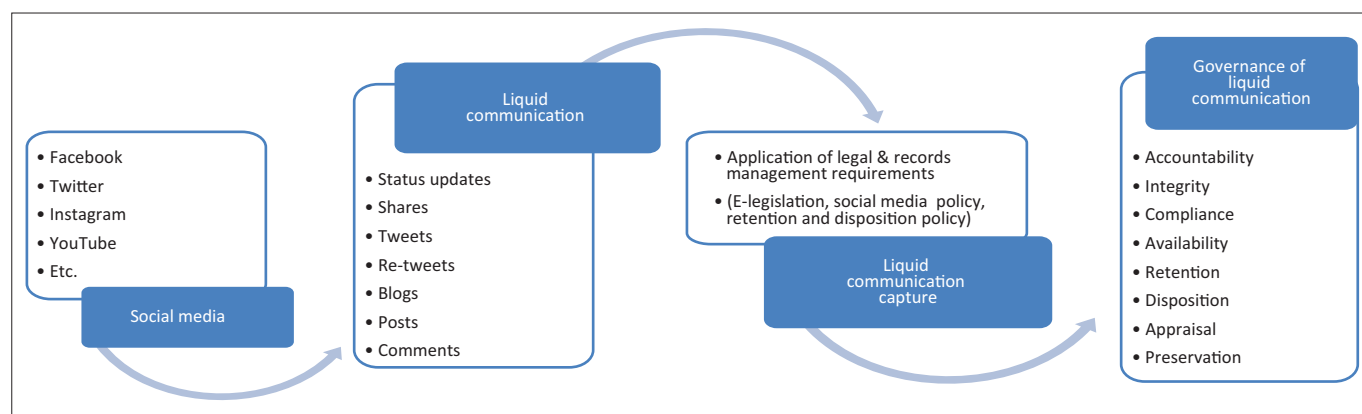 • Facebook
• Twitter
• Instagram
• YouTube
• Etc.
Social media
Liquid
communication
• Status updates
• Shares
• Tweets
• Re-tweets
• Blogs
• Posts
• Comments
• Application of legal & records
management requirements
• (E-legislation, social media policy,
retention and disposition policy)
Liquid
communication
capture
Governance of
liquid
communication
• Accountability
• Integrity
• Compliance
• Availability
• Retention
• Disposition
• Appraisal
• Preservation